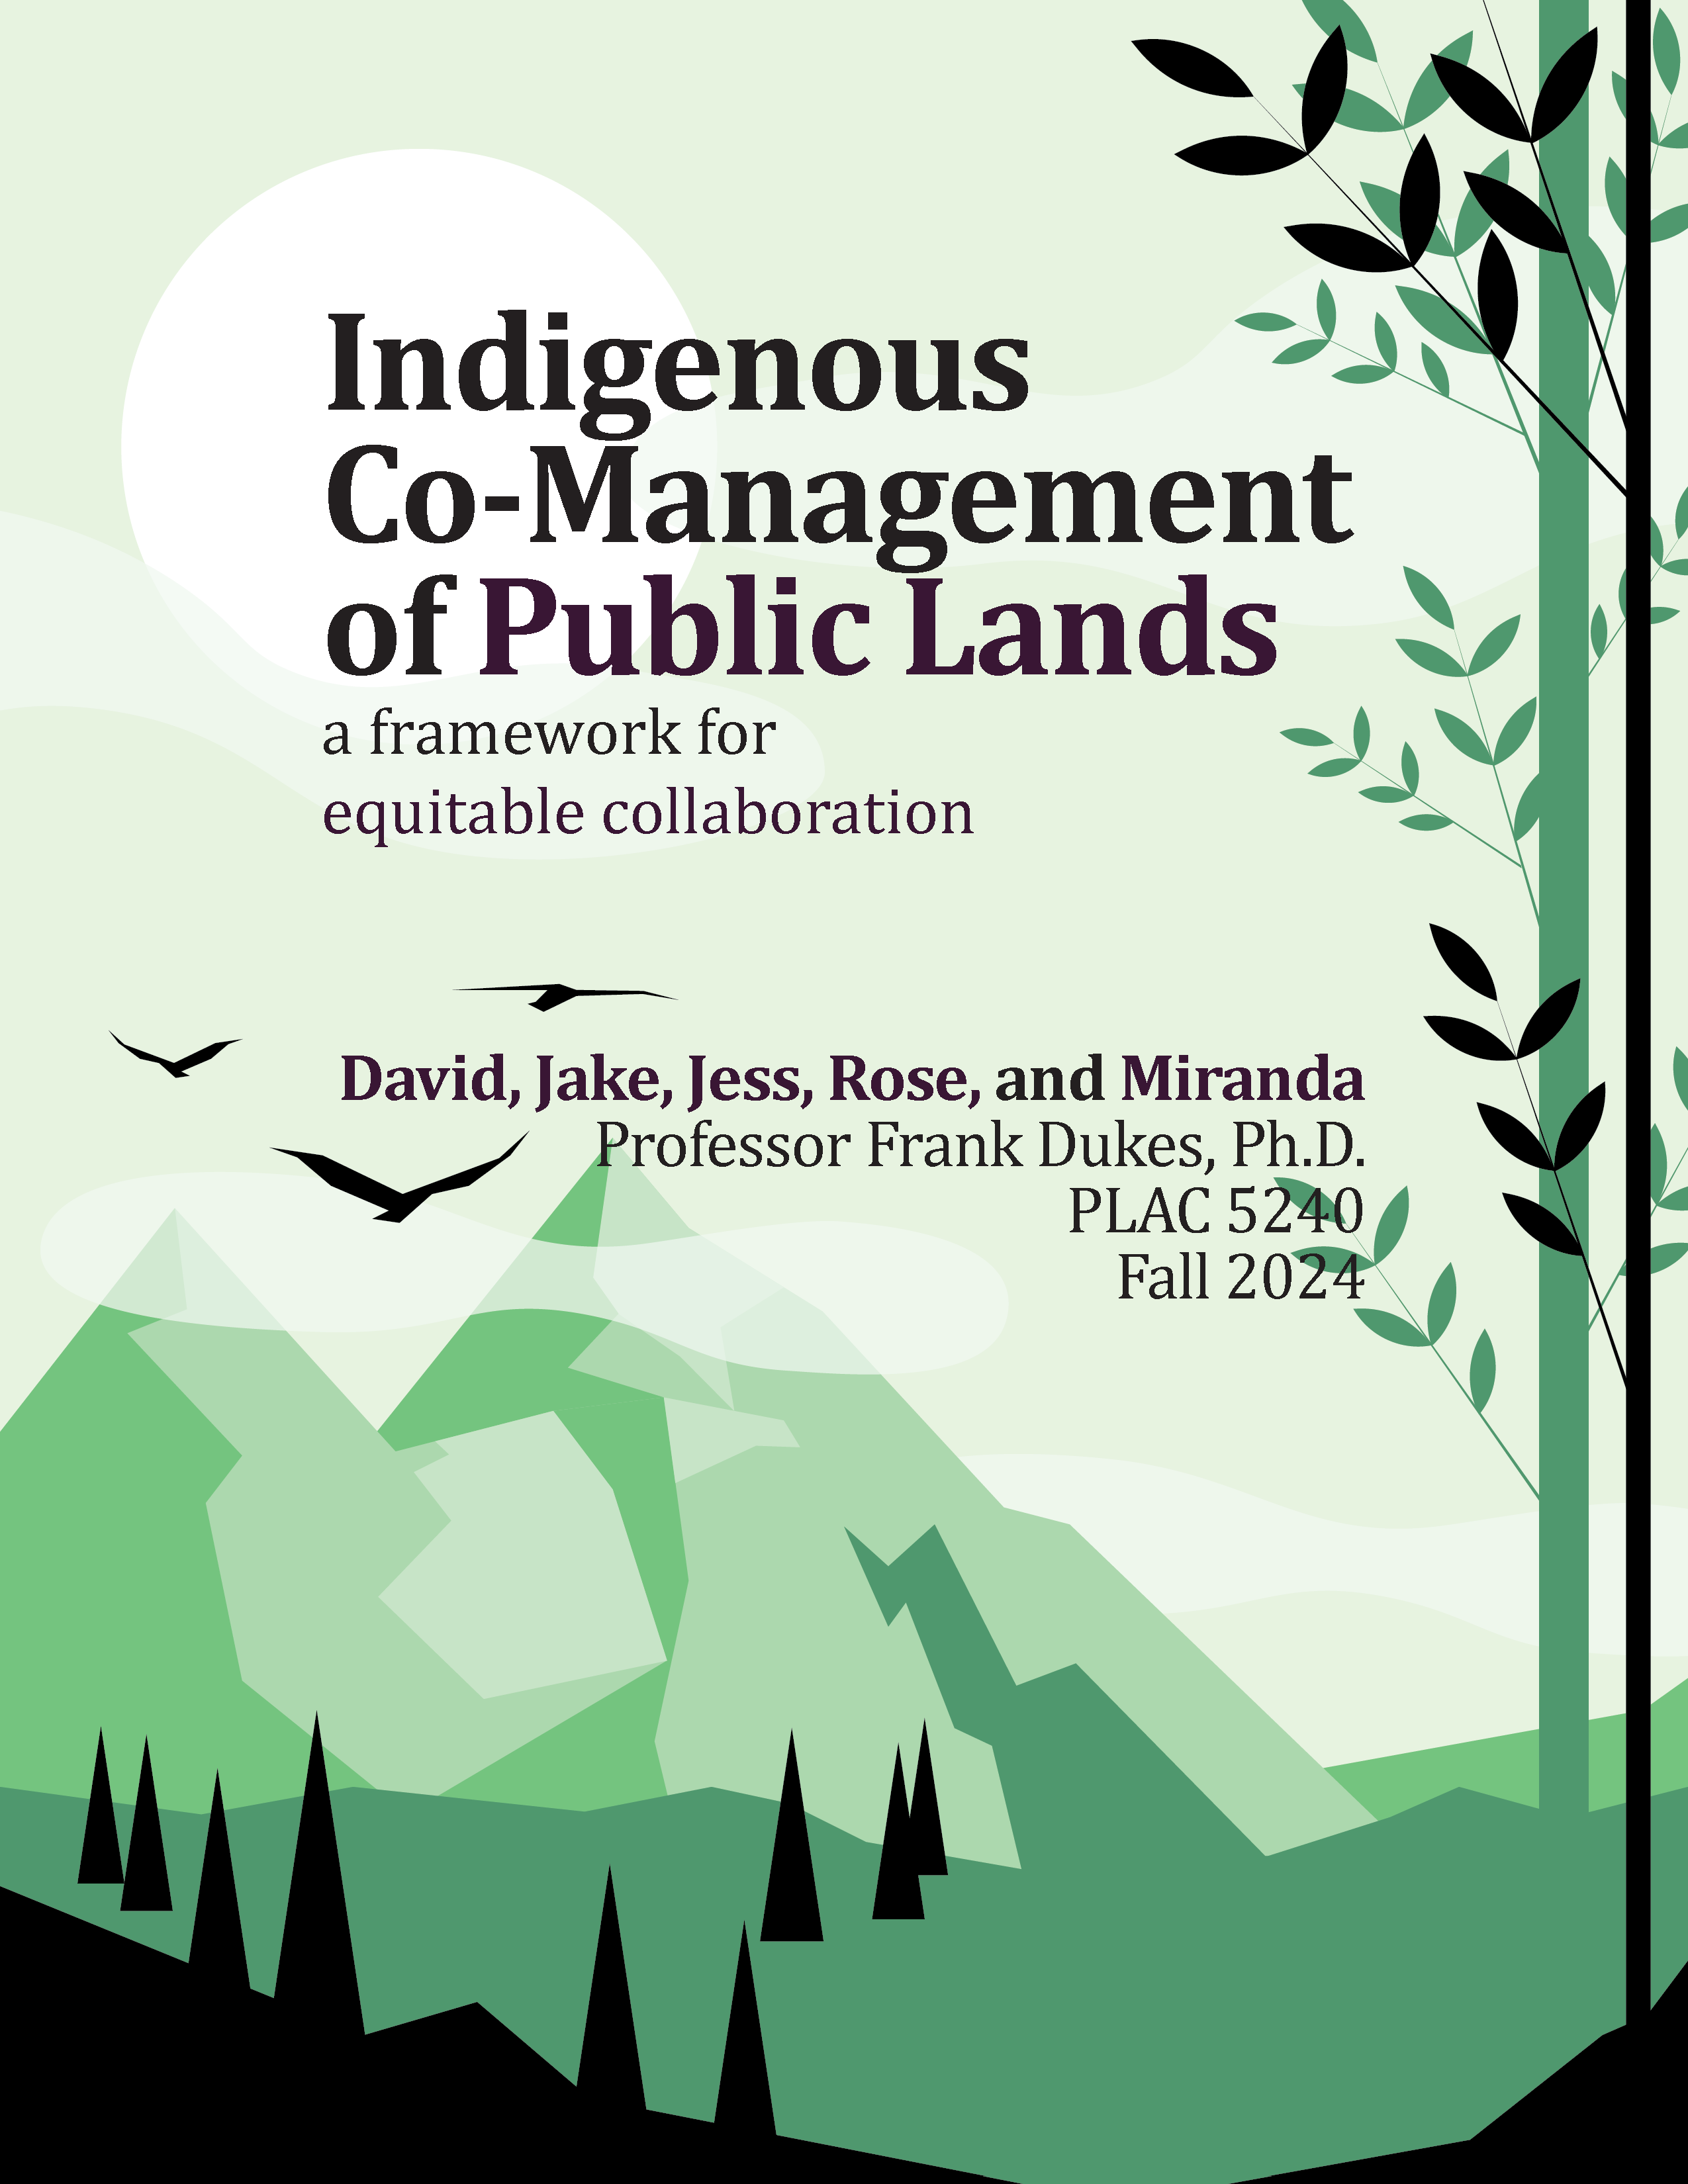 Indigenous
Co-Management
of Public Lands
a framework for
equitable collaboration
David, Jake, Jess, Rose, and Miranda
Professor Frank Dukes, Ph.D.
PLAC 5240
Fall 2024